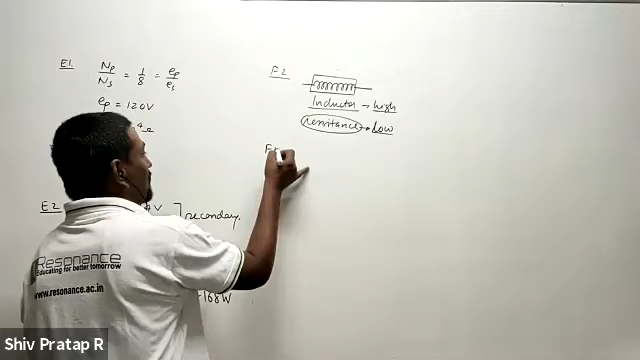 E1. Np/Ns = 1/8 = ep/es
ep = 120V
E2 V ] secondary.
= 168W
E2
Inductor → high
resistance → low
Resonance
Educating for better tomorrow
www.resonance.ac.in
Shiv Pratap R